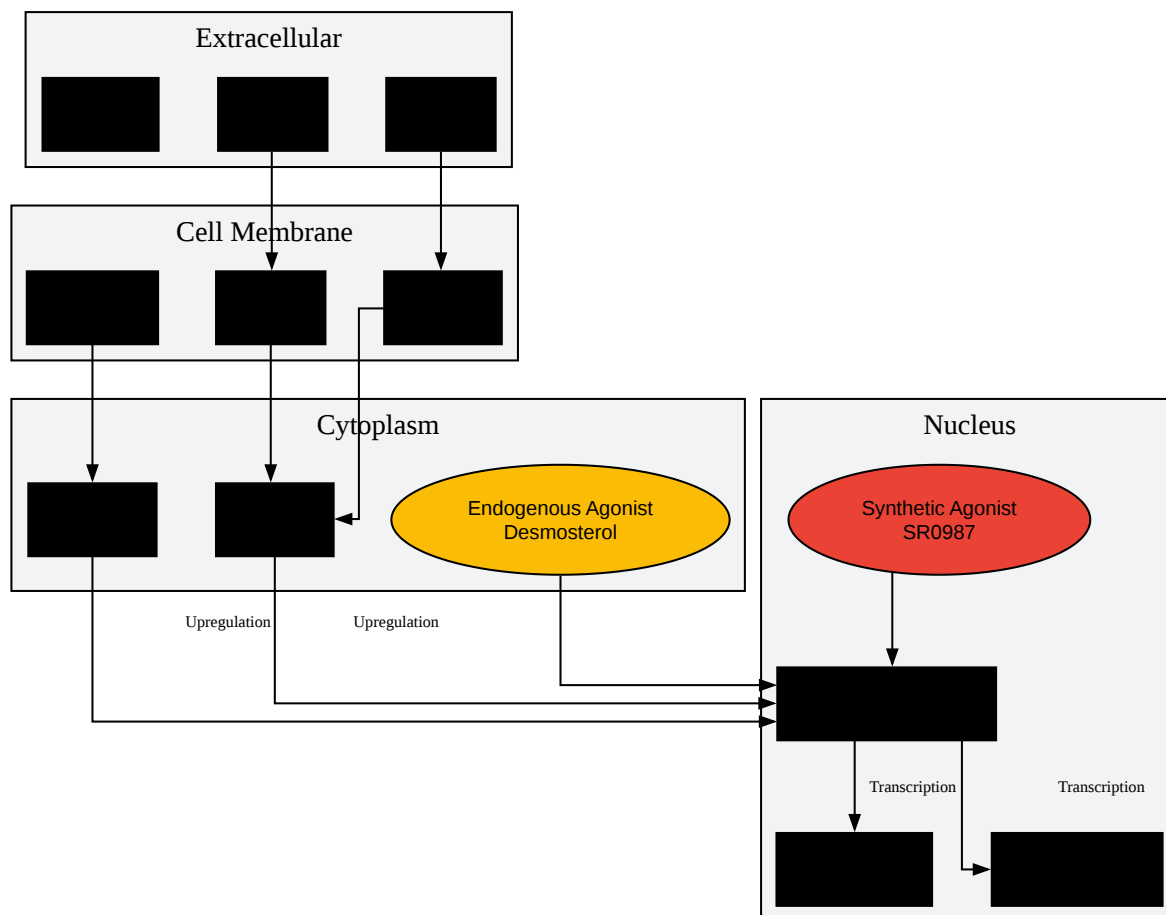 Extracellular
Cell Membrane
Cytoplasm
Nucleus
Endogenous Agonist
Desmosterol
Synthetic Agonist
SR0987
Upregulation
Upregulation
Transcription
Transcription